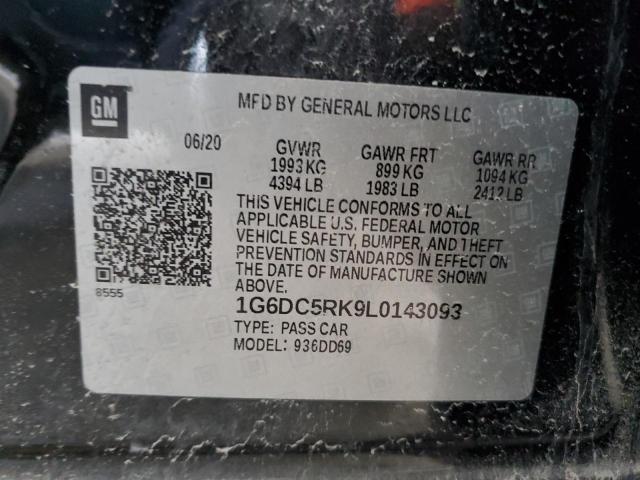 GM
MFD BY GENERAL MOTORS LLC
06/20 GVWR GAWR FRT GAWR RR
1993 KG 899 KG 1094 KG
4394 LB 1983 LB 2412 LB
THIS VEHICLE CONFORMS TO ALL
APPLICABLE U.S. FEDERAL MOTOR
VEHICLE SAFETY, BUMPER, AND THEFT
PREVENTION STANDARDS IN EFFECT ON
THE DATE OF MANUFACTURE SHOWN
ABOVE.
8555
1G6DC5RK9L0143093
TYPE: PASS CAR
MODEL: 936DD69